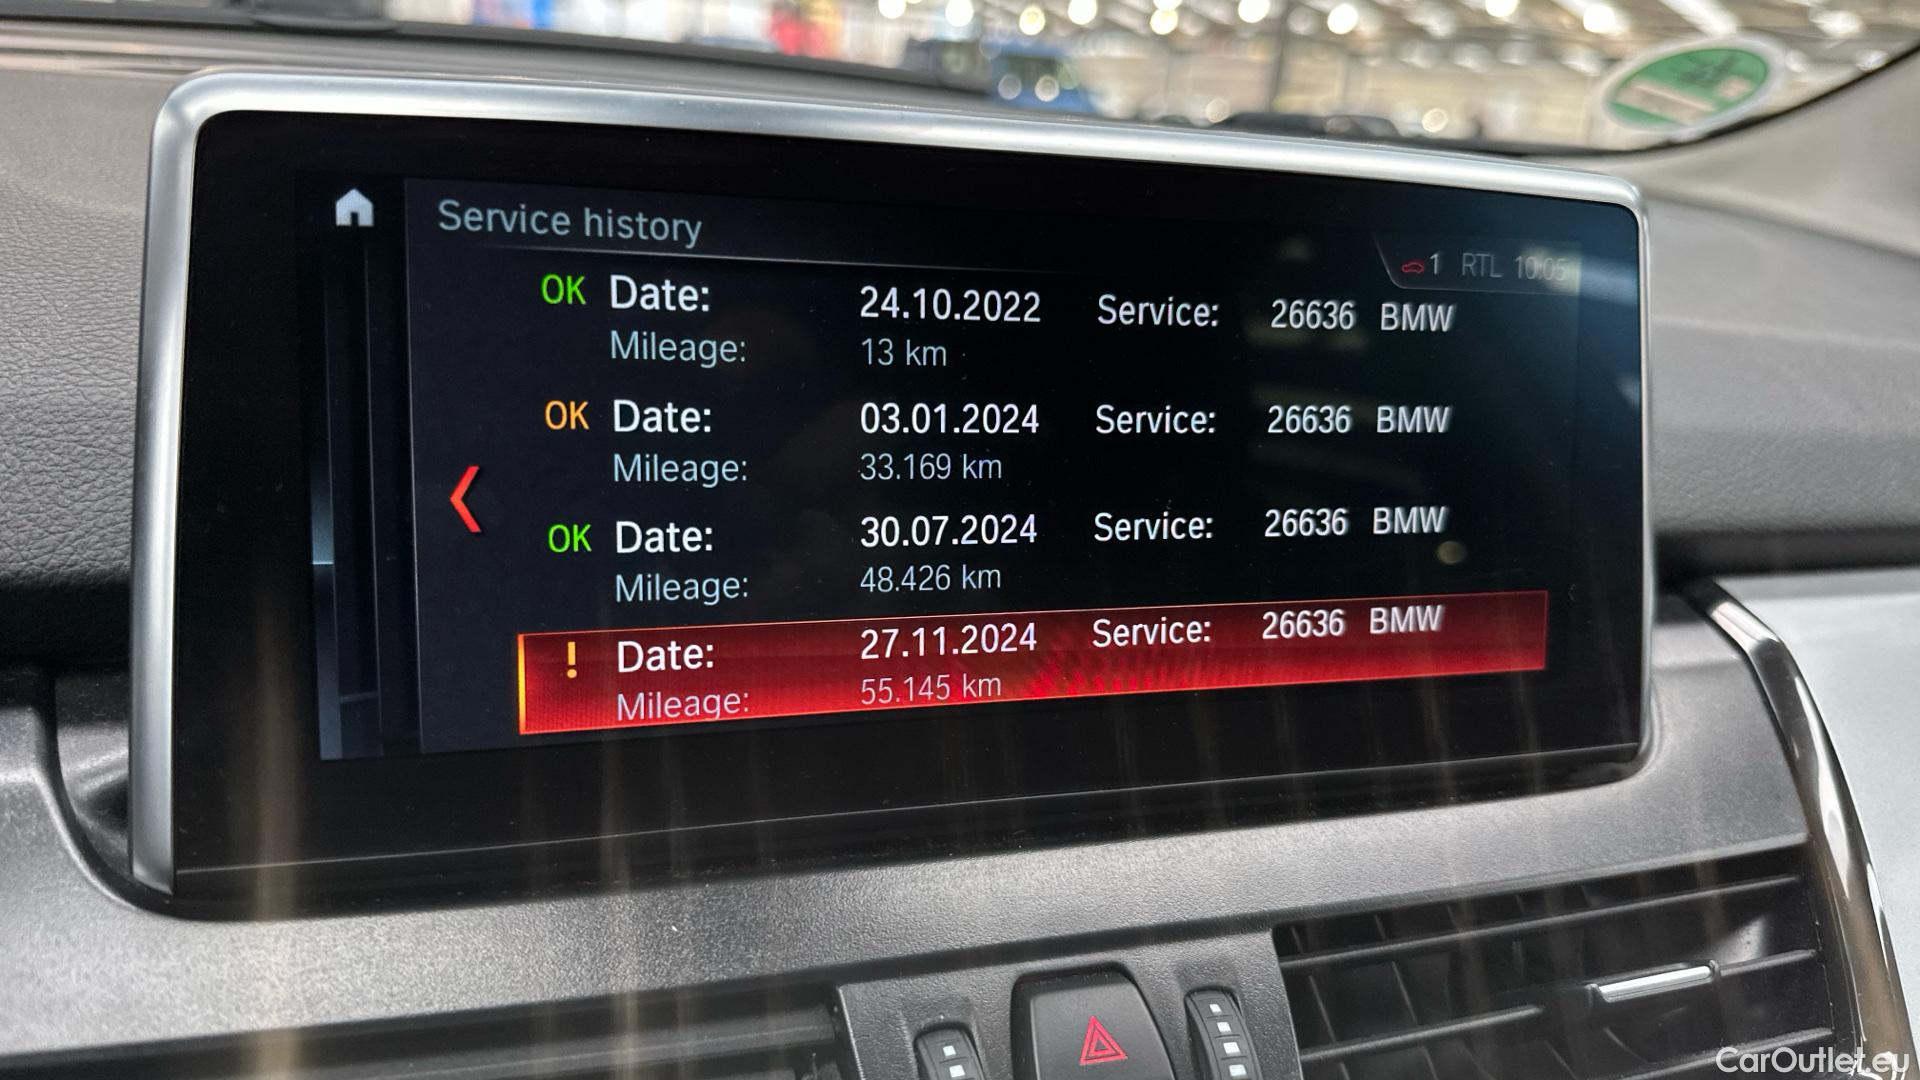 Service history
1 RTL 10:05
OK Date: 24.10.2022 Service: 26636 BMW
Mileage: 13 km
OK Date: 03.01.2024 Service: 26636 BMW
Mileage: 33.169 km
OK Date: 30.07.2024 Service: 26636 BMW
Mileage: 48.426 km
! Date: 27.11.2024 Service: 26636 BMW
Mileage: 55.145 km
CarOutlet.eu